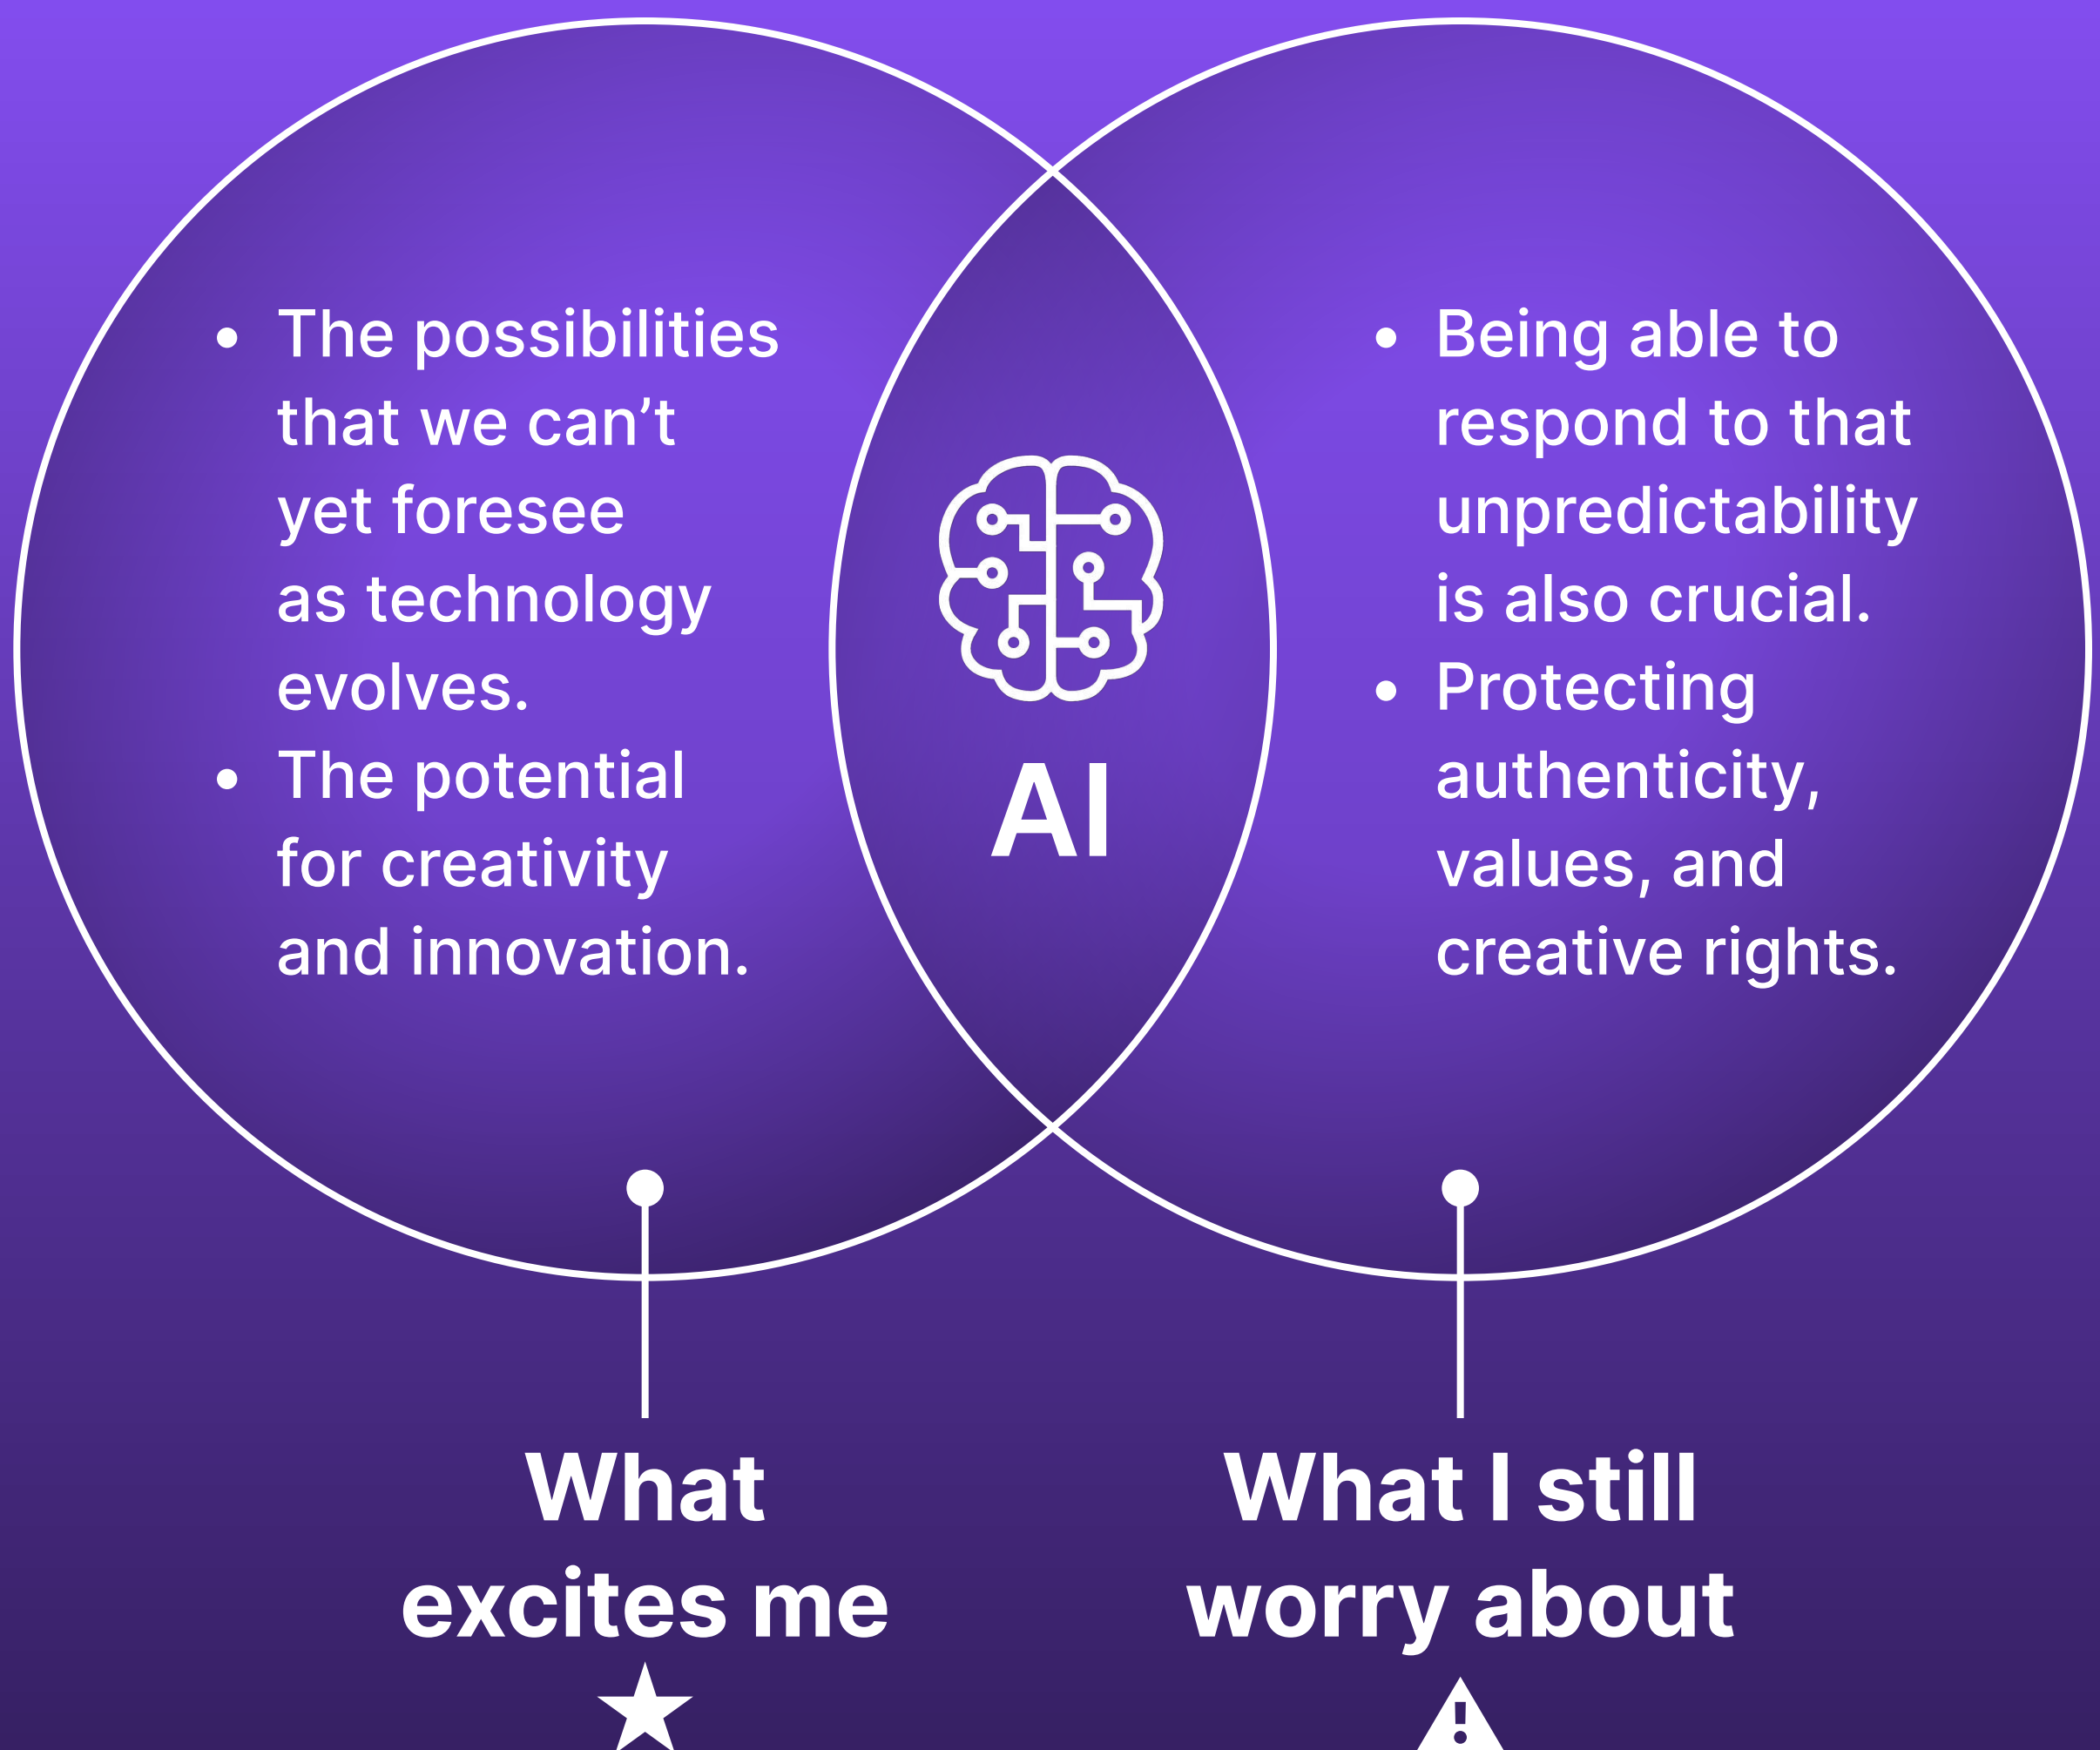 • The possibilities
that we can't
yet foresee
as technology
evolves.
• The potential
for creativity
and innovation.
AI
• Being able to
respond to that
unpredictability
is also crucial.
• Protecting
authenticity,
values, and
creative rights.
What
excites me
What I still
worry about
!